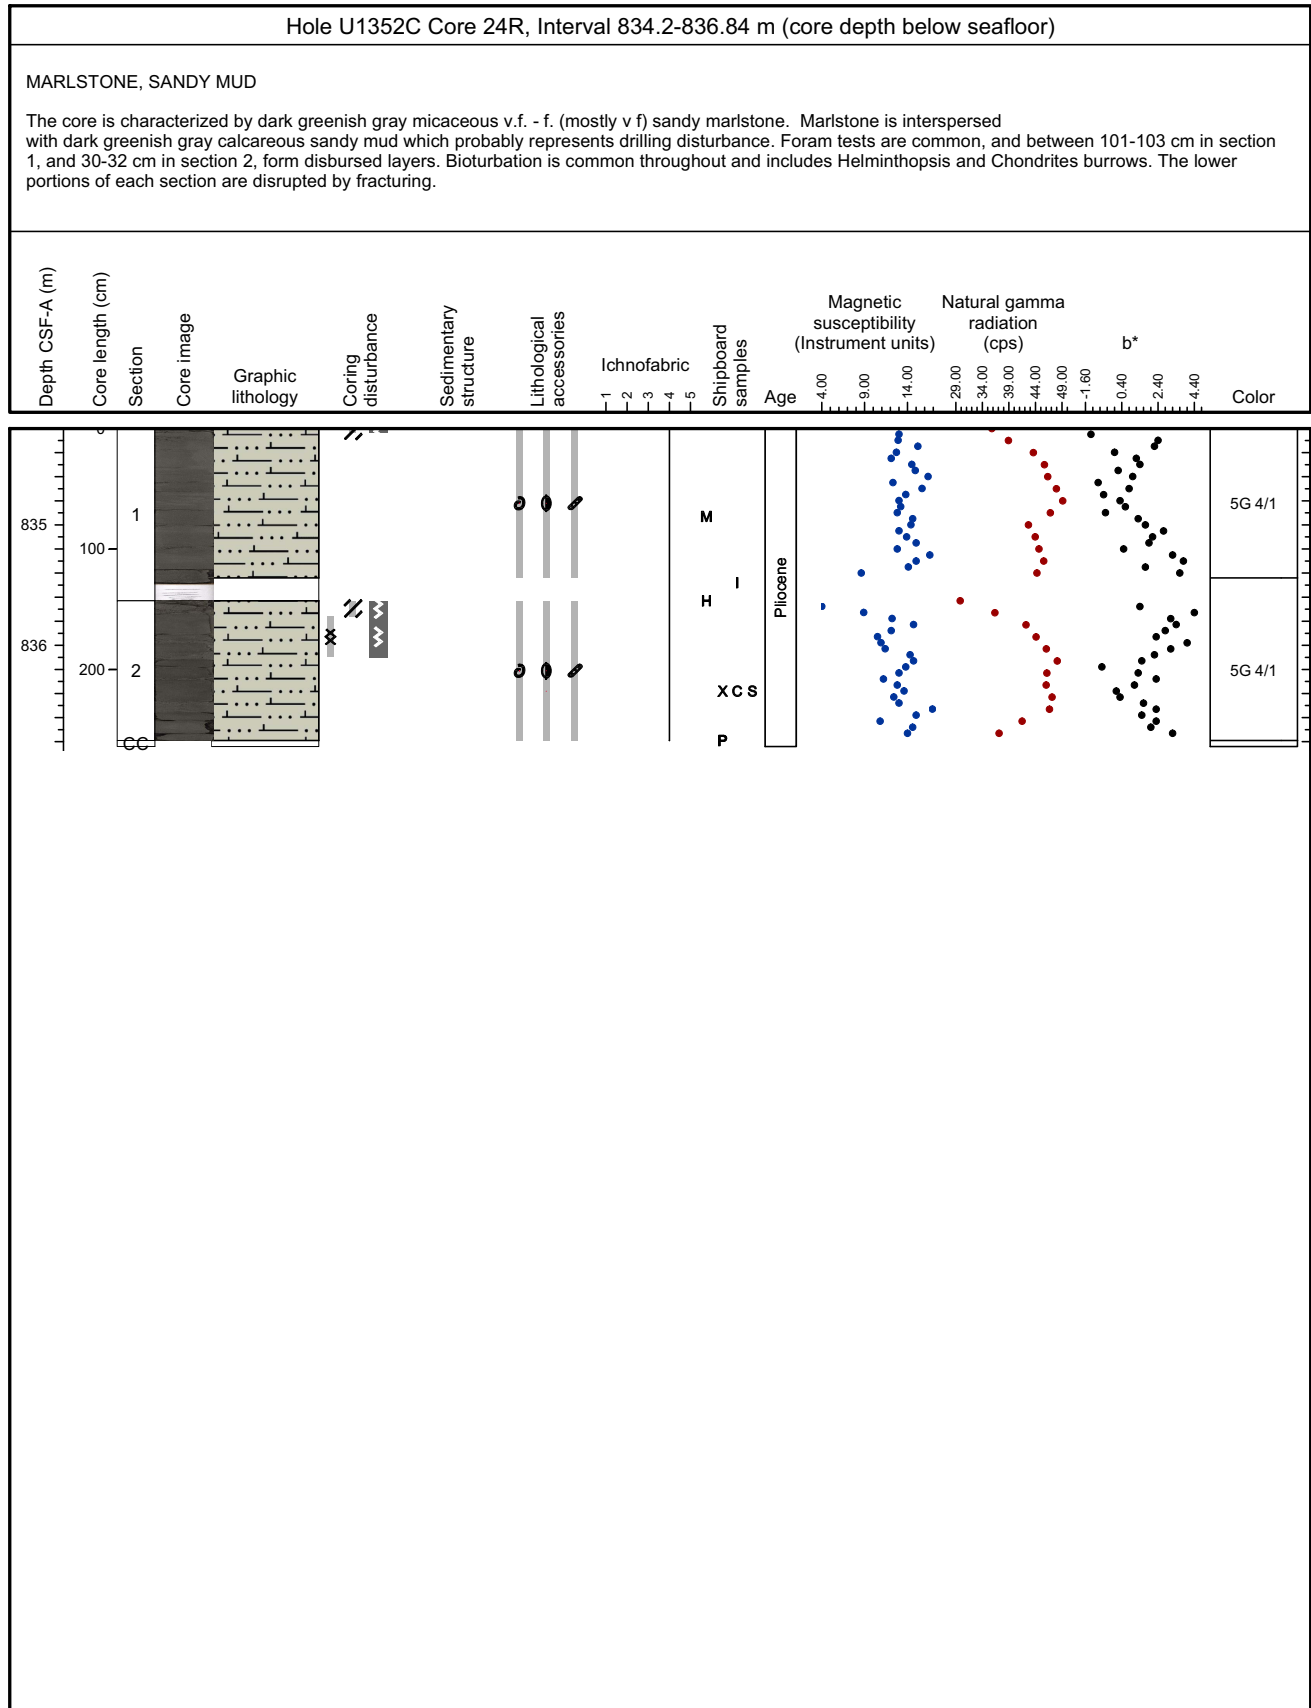 Hole U1352C Core 24R, Interval 834.2-836.84 m (core depth below seafloor)
MARLSTONE, SANDY MUD
The core is characterized by dark greenish gray micaceous v.f. - f. (mostly v f) sandy marlstone.  Marlstone is interspersed
with dark greenish gray calcareous sandy mud which probably represents drilling disturbance. Foram tests are common, and between 101-103 cm in section
1, and 30-32 cm in section 2, form disbursed layers. Bioturbation is common throughout and includes Helminthopsis and Chondrites burrows. The lower
portions of each section are disrupted by fracturing.
Depth CSF-A (m)
Core length (cm)
Section
Core image
Graphic
lithology
Coring
disturbance
Sedimentary
structure
Lithological
accessories
Ichnofabric
1 2 3 4 5
Shipboard
samples
Age
Magnetic
susceptibility
(Instrument units)
4.00 9.00 14.00
Natural gamma
radiation
(cps)
29.00 34.00 39.00 44.00 49.00
b*
-1.60 0.40 2.40 4.40
Color
0
1
M
5G 4/1
835
100
Pliocene
I
H
836
200
2
5G 4/1
X C S
CC
P